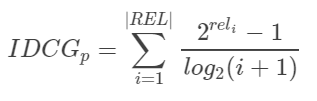 IDCG_p = \sum_{i=1}^{|REL|} \frac{2^{rel_i} - 1}{log_2(i + 1)}